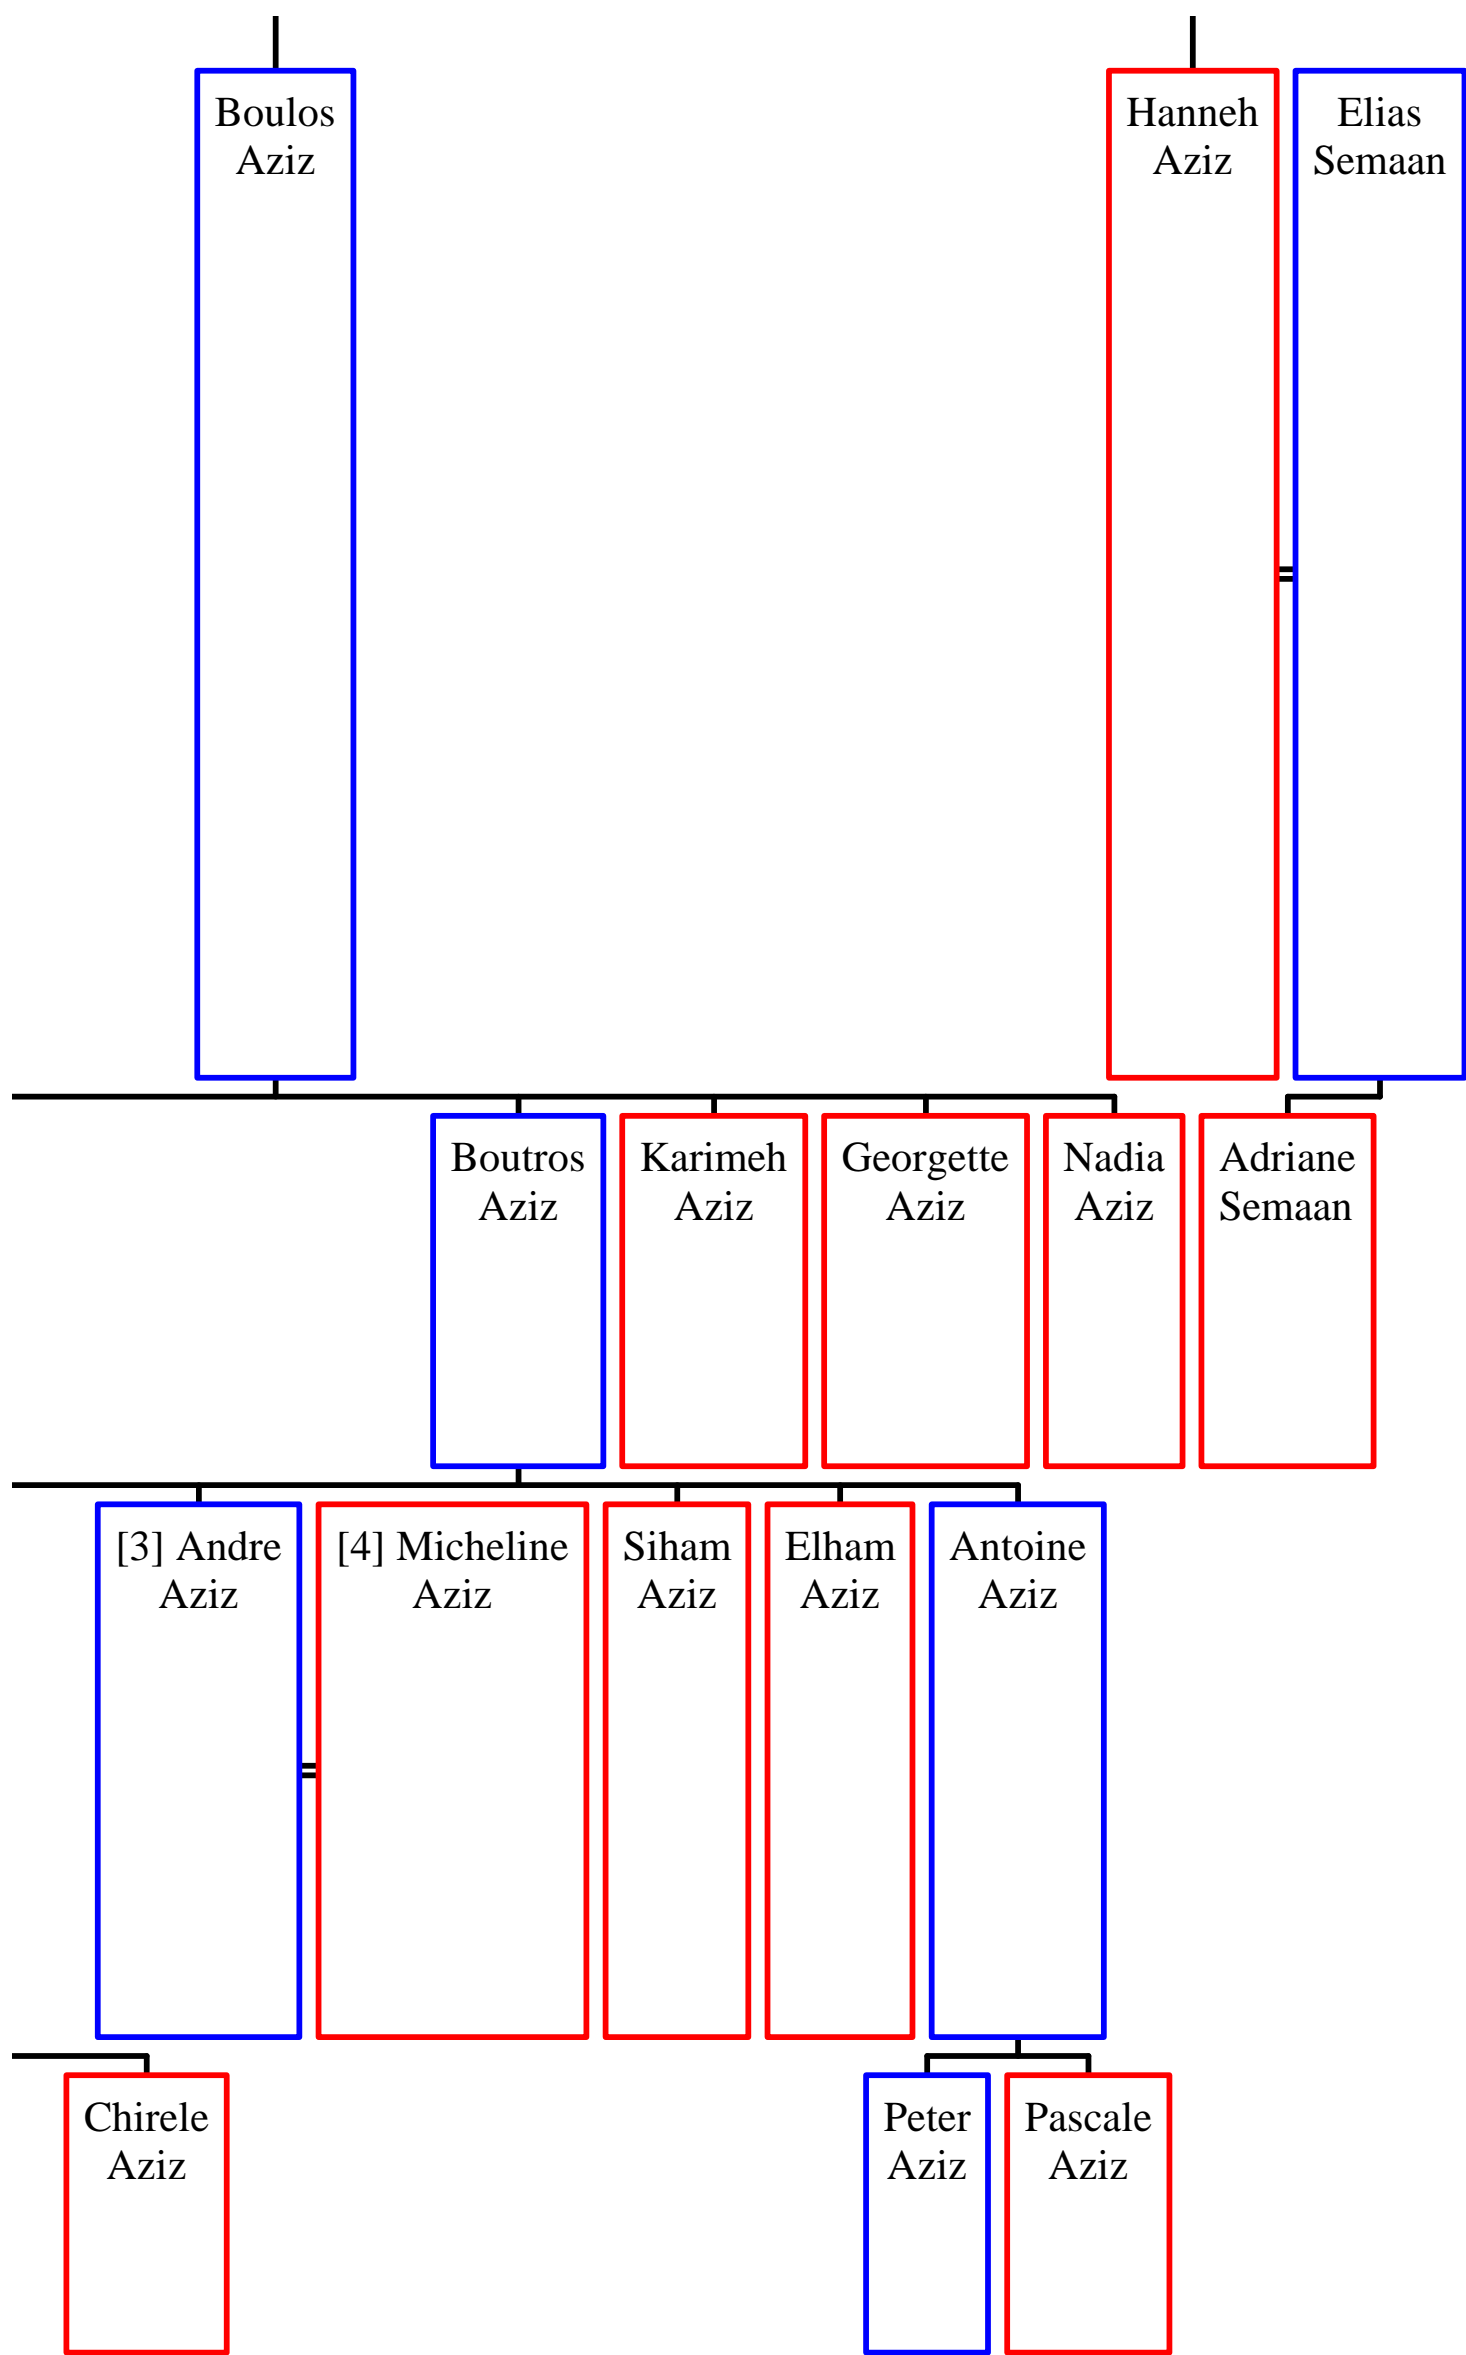 Boulos
Aziz
Hanneh
Aziz
Elias
Semaan
Boutros
Aziz
Karimeh
Aziz
Georgette
Aziz
Nadia
Aziz
Adriane
Semaan
[3] Andre
Aziz
[4] Micheline
Aziz
Siham
Aziz
Elham
Aziz
Antoine
Aziz
Chirele
Aziz
Peter
Aziz
Pascale
Aziz